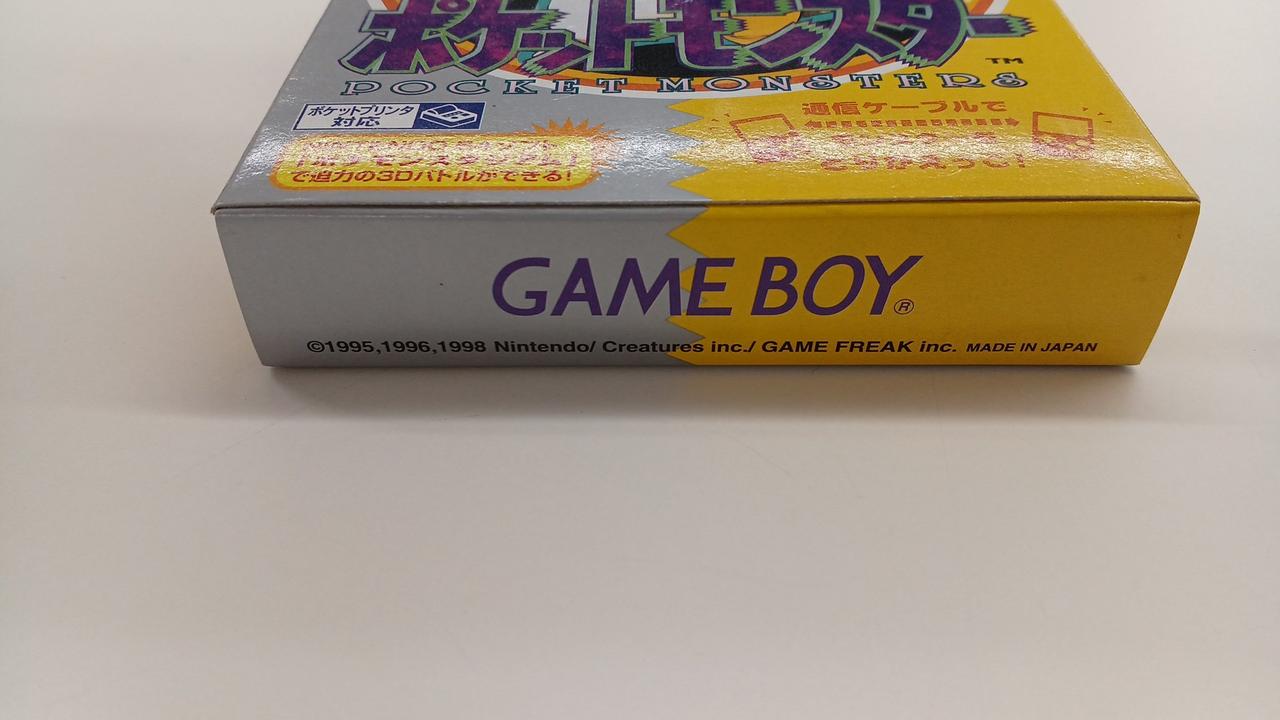 ポケットモンスター
TM
POCKET MONSTERS
ポケットプリンタ
対応
で迫力の3Dバトルができる!
通信ケーブルで
GAME BOY®
©1995,1996,1998 Nintendo/ Creatures inc./ GAME FREAK inc. MADE IN JAPAN